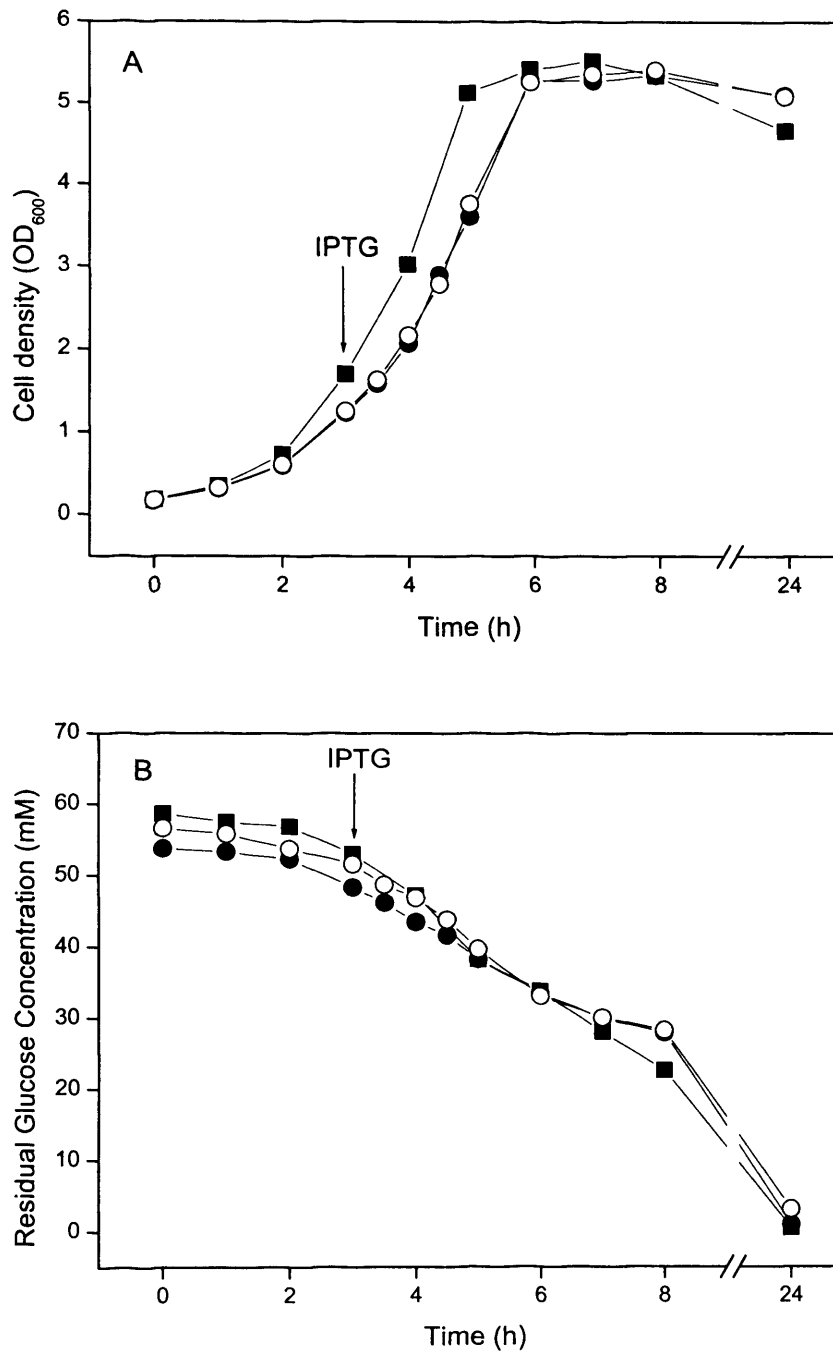 A
6
5
4
3
2
1
0
Cell density (OD600)
IPTG
0 2 4 6 8 24
Time (h)
B
70
60
50
40
30
20
10
0
Residual Glucose Concentration (mM)
IPTG
0 2 4 6 8 24
Time (h)